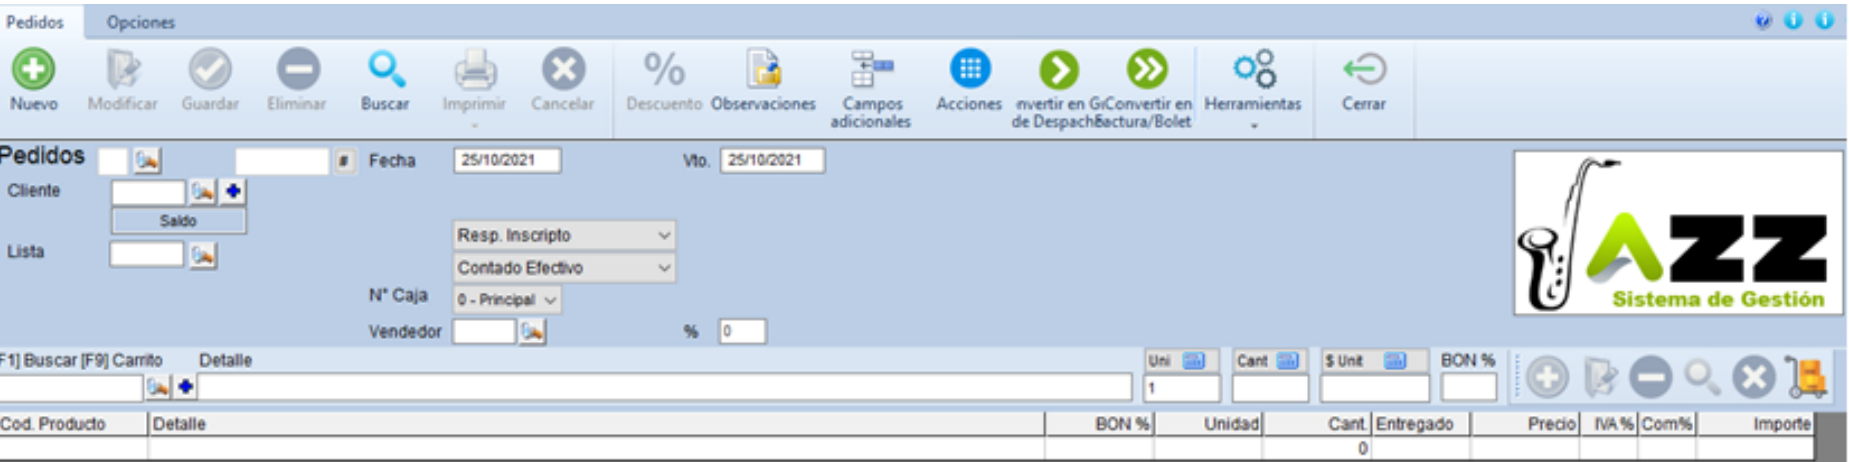 Pedidos Opciones
Nuevo Modificar Guardar Eliminar Buscar Imprimir Cancelar Descuento Observaciones Campos adicionales Acciones nvertir en G de Despach Convertir en actura/Bolet Herramientas Cerrar
Pedidos # Fecha 25/10/2021 Vto. 25/10/2021
Cliente
Saldo
Resp. Inscripto
Lista
Contado Efectivo
N° Caja 0 - Principal
Vendedor % 0
AZZ
Sistema de Gestión
F1] Buscar [F9] Carrito Detalle Uni Cant $ Unit BON %
1
Cod. Producto Detalle BON % Unidad Cant. Entregado Precio IVA % Com% Importe
0